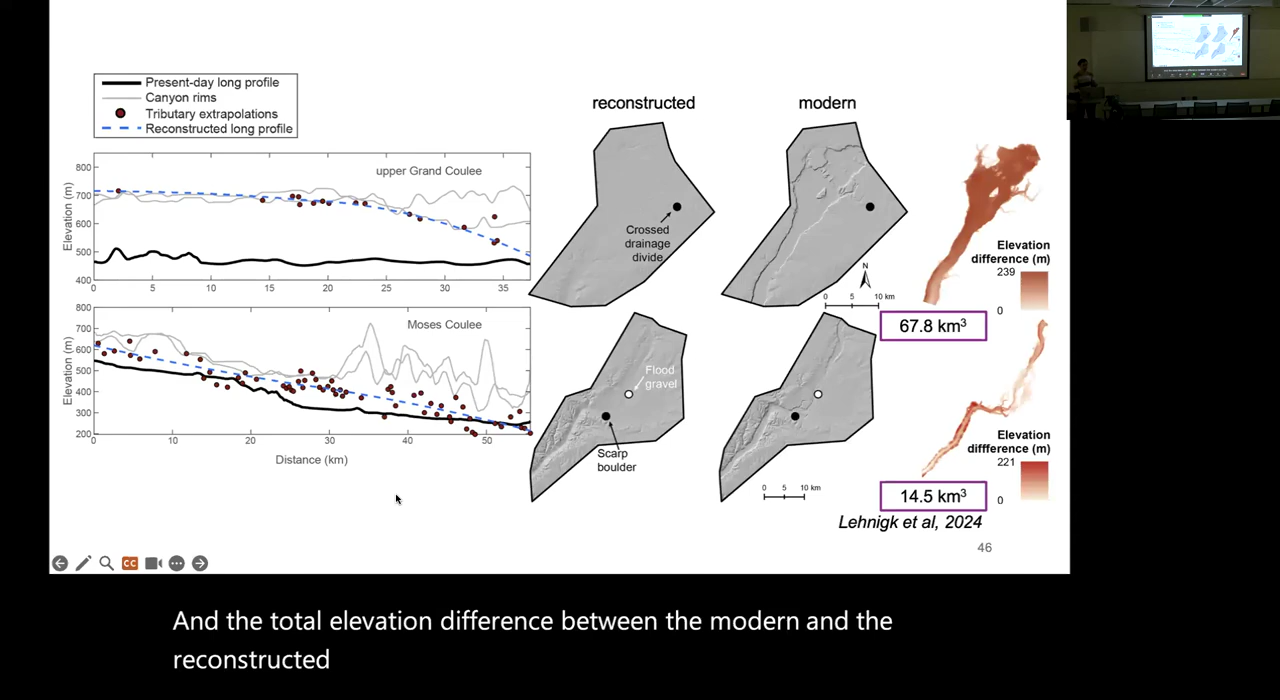 Present-day long profile
Canyon rims
Tributary extrapolations
Reconstructed long profile
reconstructed
modern
upper Grand Coulee
Elevation (m)
800
700
600
500
400
0
5
10
15
20
25
30
35
Crossed
drainage
divide
N
0 5 10 km
Elevation
difference (m)
239
0
67.8 km³
Moses Coulee
Elevation (m)
800
700
600
500
400
300
200
0
10
20
30
40
50
Distance (km)
Flood
gravel
Scarp
boulder
0 5 10 km
Elevation
diffference (m)
221
0
14.5 km³
Lehnigk et al, 2024
46
CC
And the total elevation difference between the modern and the
reconstructed